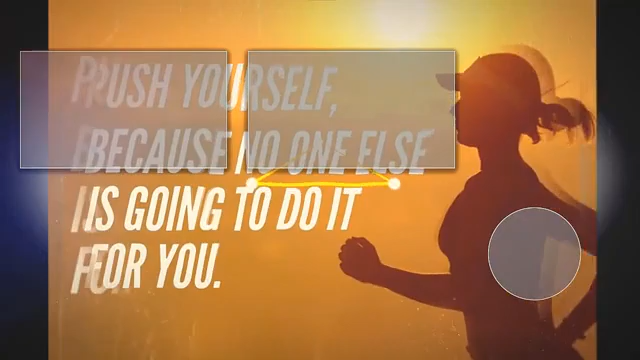 PUSH YOURSELF,
BECAUSE NO ONE ELSE
IS GOING TO DO IT
FOR YOU.